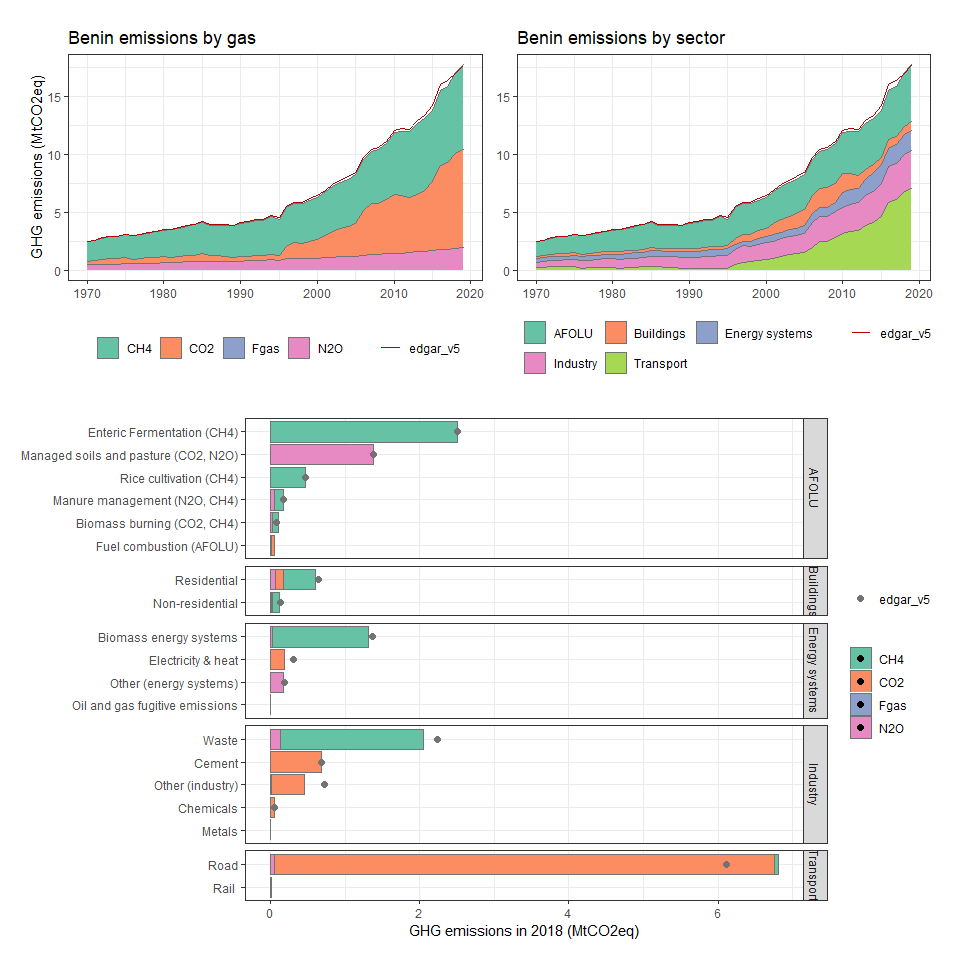 Benin emissions by gas
Benin emissions by sector
GHG emissions (MtCO2eq)
15
10
5
0
1970
1980
1990
2000
2010
2020
15
10
5
0
1970
1980
1990
2000
2010
2020
CH4
CO2
Fgas
N2O
edgar_v5
AFOLU
Buildings
Energy systems
edgar_v5
Industry
Transport
Enteric Fermentation (CH4)
Managed soils and pasture (CO2, N2O)
Rice cultivation (CH4)
Manure management (N2O, CH4)
Biomass burning (CO2, CH4)
Fuel combustion (AFOLU)
AFOLU
Residential
Non-residential
Buildings
Biomass energy systems
Electricity & heat
Other (energy systems)
Oil and gas fugitive emissions
Energy systems
Waste
Cement
Other (industry)
Chemicals
Metals
Industry
Road
Rail
Transport
0
2
4
6
GHG emissions in 2018 (MtCO2eq)
edgar_v5
CH4
CO2
Fgas
N2O